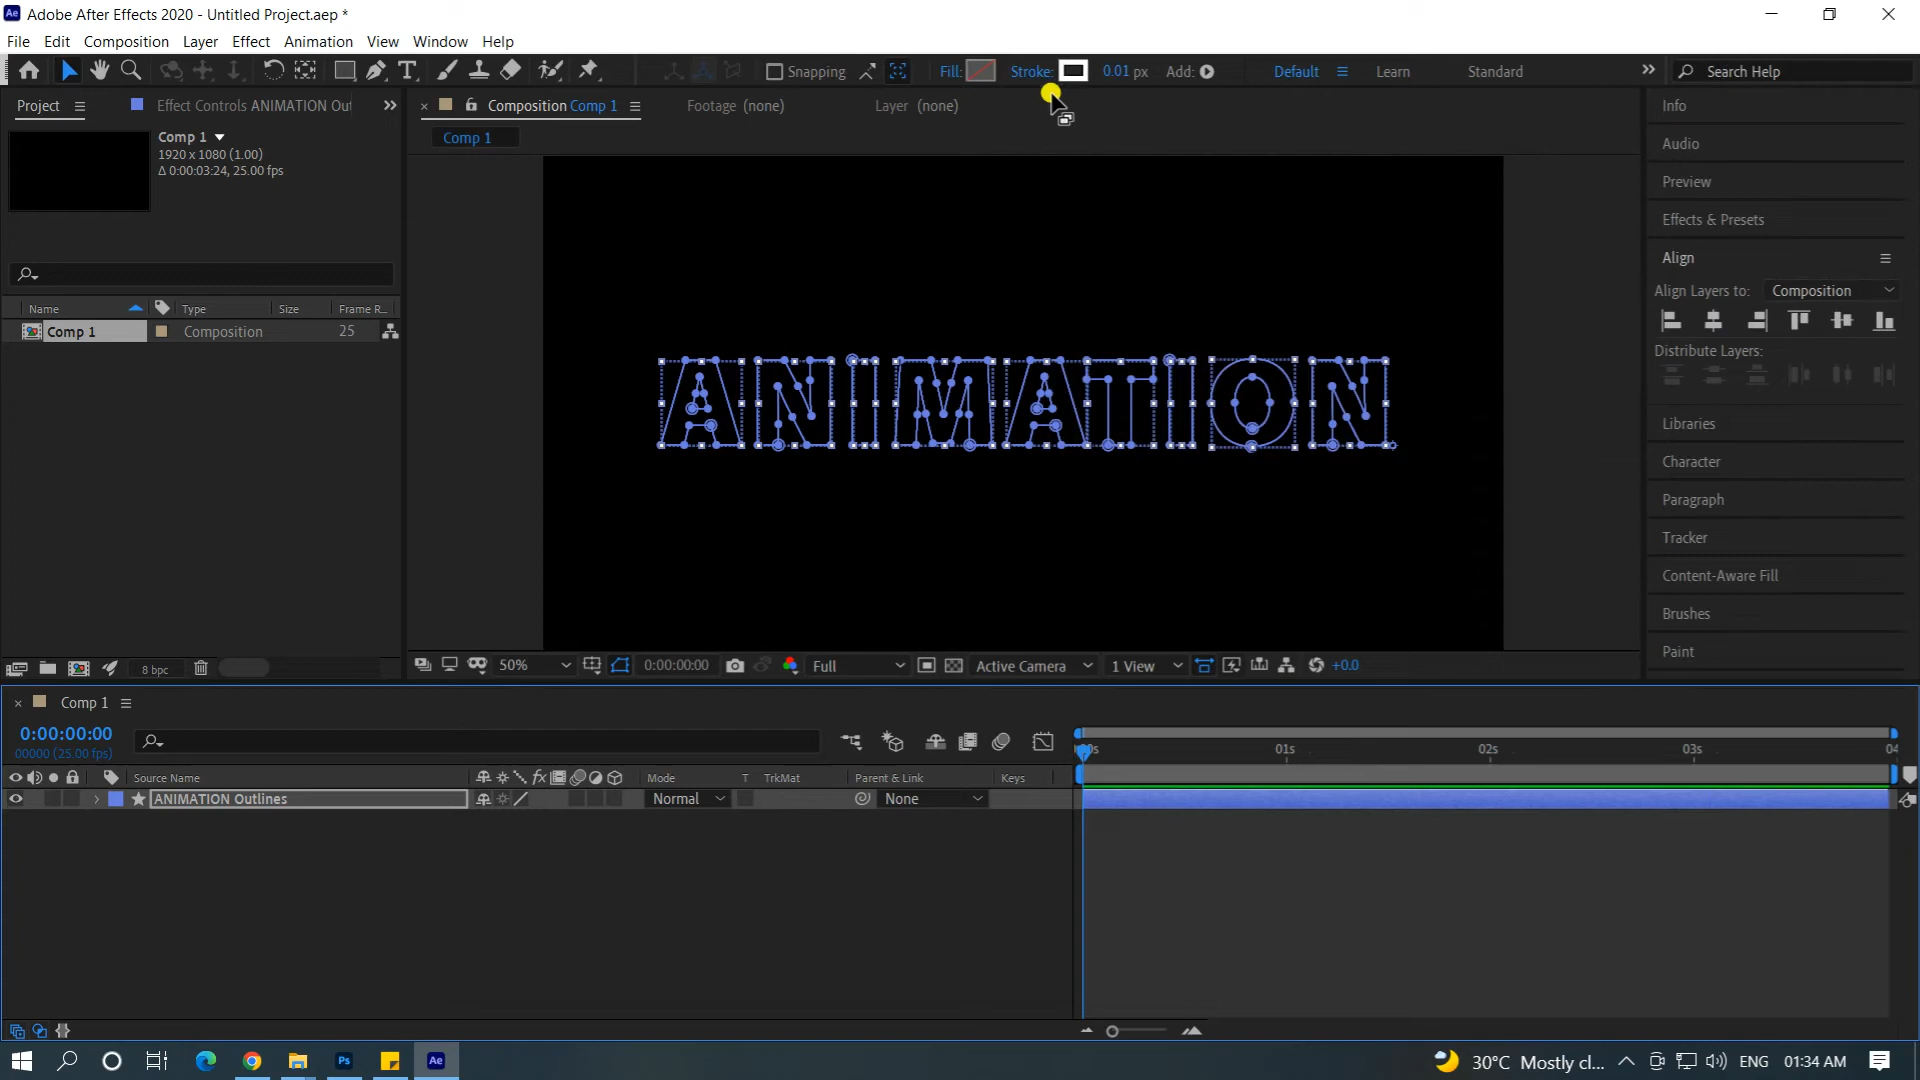 Adobe After Effects 2020 - Untitled Project.aep *
File Edit Composition Layer Effect Animation View Window Help
Snapping Fill: Stroke: 0.01 px Add: Default Learn Standard Search Help
Project Effect Controls ANIMATION Out Composition Comp 1 Footage (none) Layer (none) Info
Comp 1
1920 x 1080 (1.00)
Δ 0:00:03:24, 25.00 fps
Comp 1
Audio
Preview
Effects & Presets
Align
Align Layers to: Composition
Distribute Layers:
Libraries
Character
Paragraph
Tracker
Content-Aware Fill
Brushes
Paint
Name Type Size Frame R...
Comp 1 Composition 25
ANIMATION
8 bpc 50% 0:00:00:00 Full Active Camera 1 View +0.0
Comp 1
0:00:00:00
00000 (25.00 fps)
01s 02s 03s 04
Source Name fx Mode T TrkMat Parent & Link Keys
ANIMATION Outlines Normal None
Ps Ae 30°C Mostly cl... ENG 01:34 AM